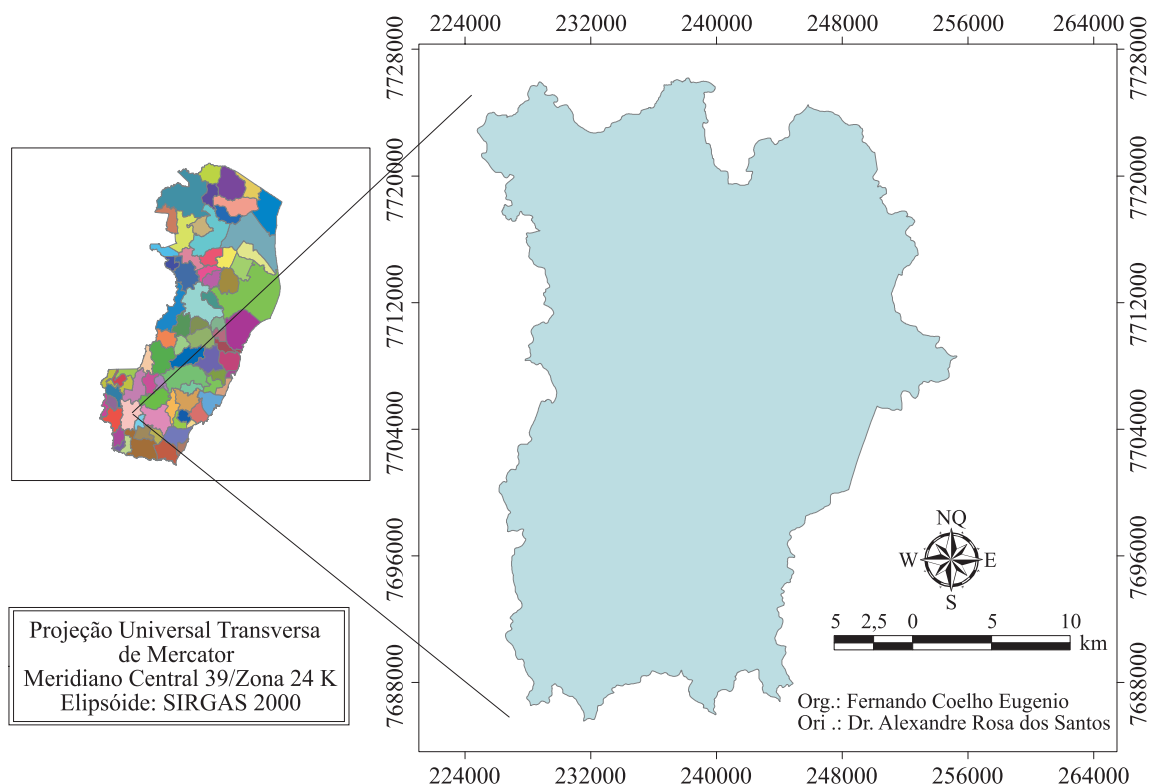 224000 232000 240000 248000 256000 264000
7728000 7728000
7720000 7720000
7712000 7712000
7704000 7704000
7696000 7696000
7688000 7688000
NQ
W E
S
5 2,5 0 5 10
km
Projeção Universal Transversa
de Mercator
Meridiano Central 39/Zona 24 K
Elipsóide: SIRGAS 2000
Org.: Fernando Coelho Eugenio
Ori .: Dr. Alexandre Rosa dos Santos
224000 232000 240000 248000 256000 264000